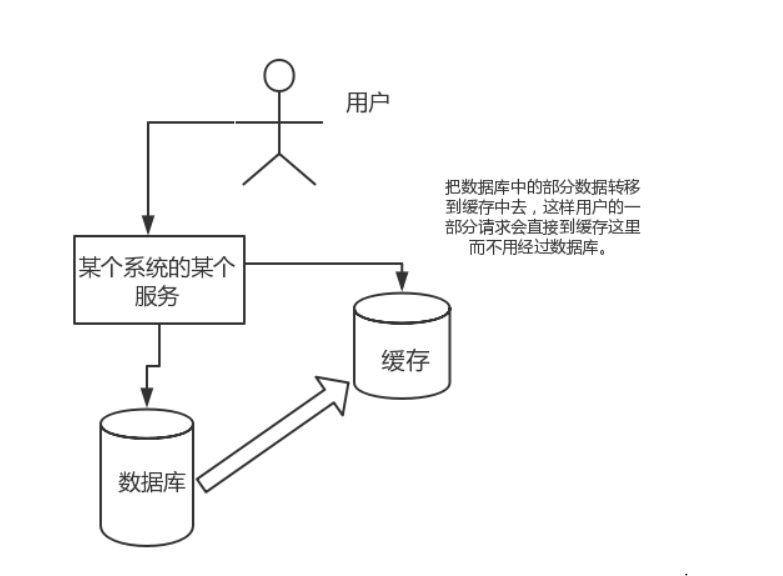 用户
把数据库中的部分数据转移
到缓存中去，这样用户的一
部分请求会直接到缓存这里
而不用经过数据库。
某个系统的某个
服务
缓存
数据库